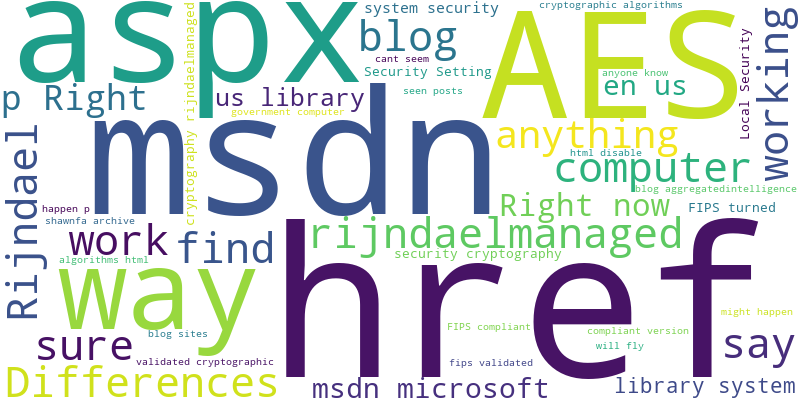 system security
cryptographic algorithms
aspx
blog
AES
cant seem
Security Setting
anyone know
en us
Local Security
working
p Right
cryptography rijndaelmanaged
us library
seen posts
government computer
msdn
anything
html disable
computer
blog aggregatedintelligence
Rijndael
happen p
shawnfa archive
Right now
FIPS turned
work
find
rijndaelmanaged
href
algorithms html
security cryptography
way
might happen
FIPS compliant
compliant version
blog sites
sure
will fly
say
validated cryptographic
fips validated
Differences
msdn microsoft
library system